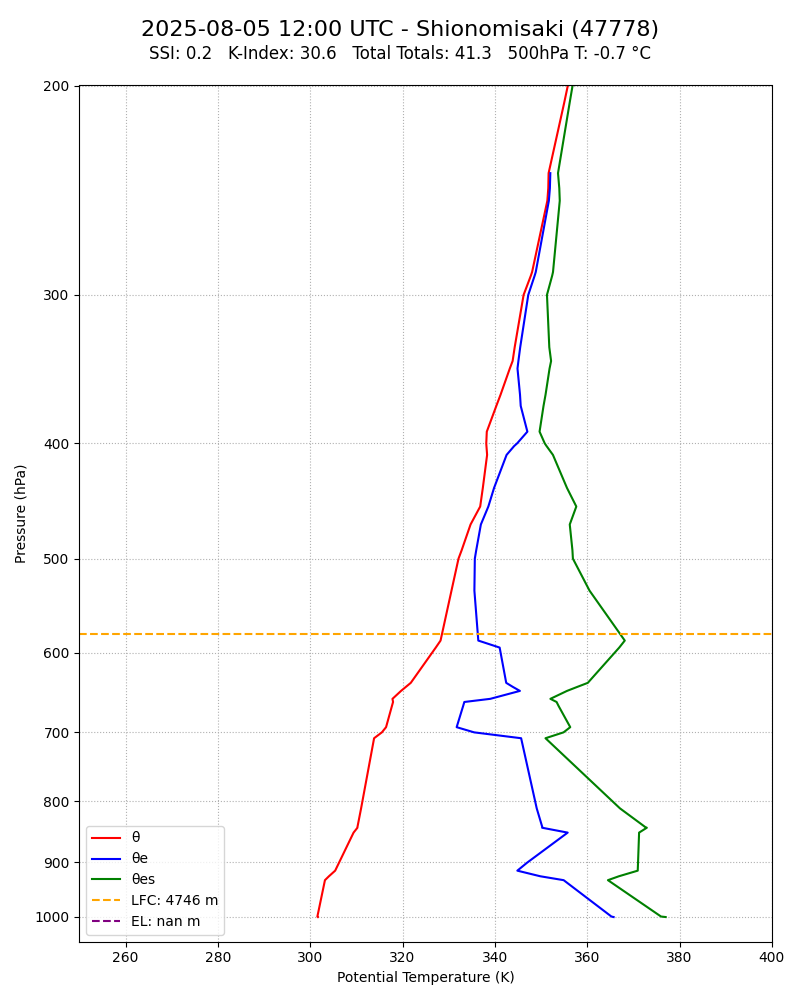 2025-08-05 12:00 UTC - Shionomisaki (47778)
SSI: 0.2   K-Index: 30.6   Total Totals: 41.3   500hPa T: -0.7 °C
200
300
400
500
600
700
800
900
1000
Pressure (hPa)
θ
θe
θes
LFC: 4746 m
EL: nan m
260 280 300 320 340 360 380 400
Potential Temperature (K)